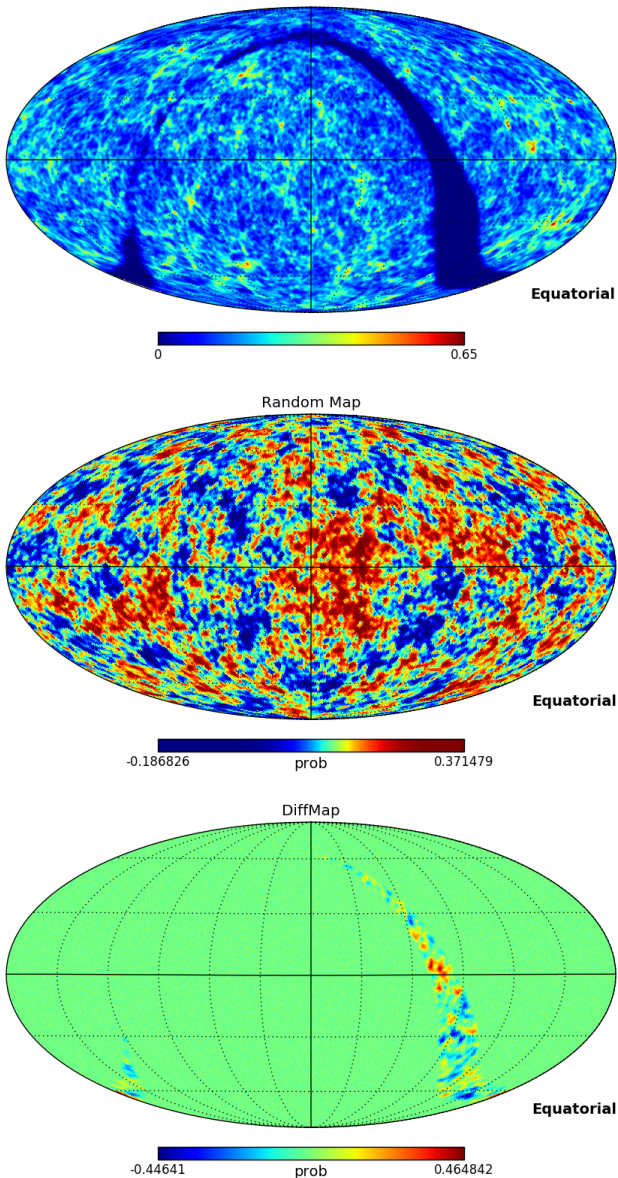 Equatorial
0 0.65
Random Map
Equatorial
-0.186826 prob 0.371479
DiffMap
Equatorial
-0.44641 prob 0.464842